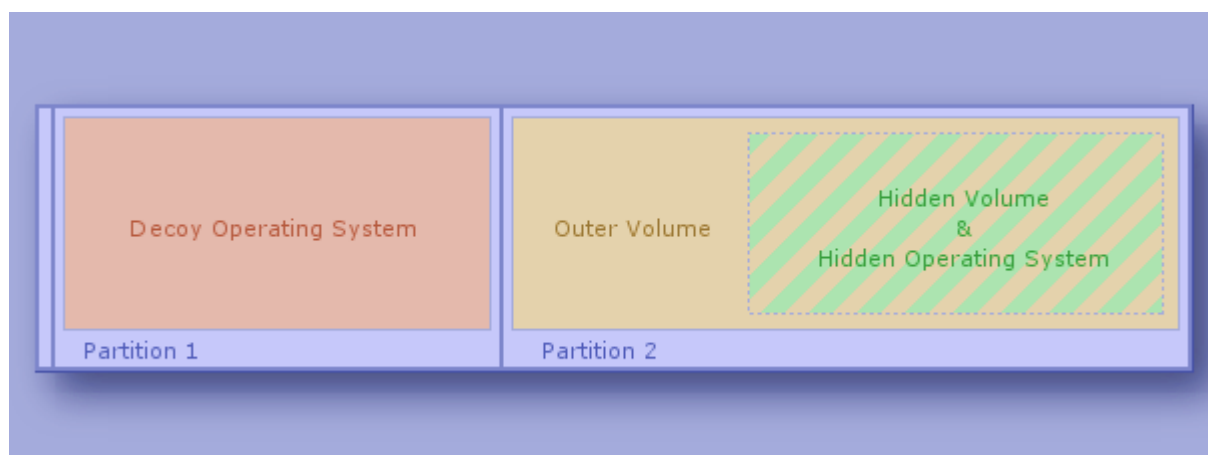 Decoy Operating System
Outer Volume
Hidden Volume
&
Hidden Operating System
Partition 1
Partition 2